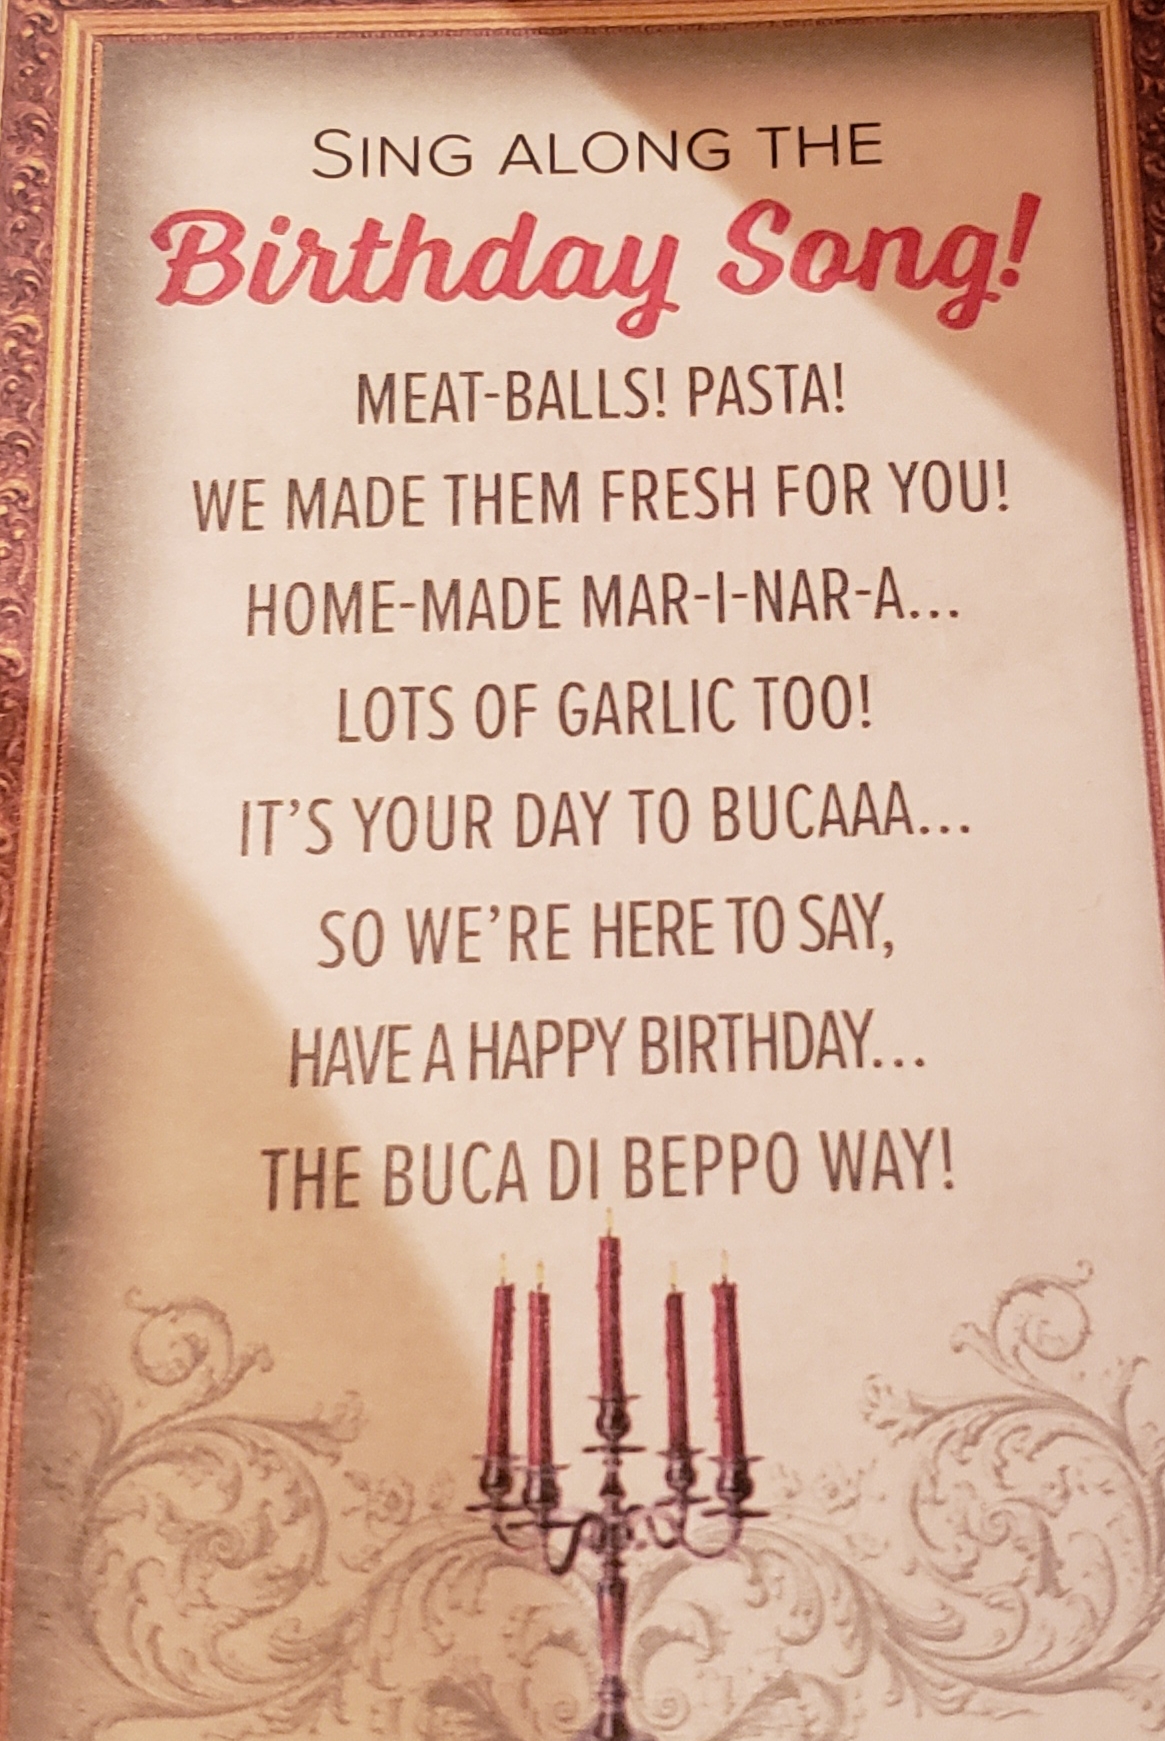 SING ALONG THE
Birthday Song!
MEAT-BALLS! PASTA!
WE MADE THEM FRESH FOR YOU!
HOME-MADE MAR-I-NAR-A...
LOTS OF GARLIC TOO!
IT'S YOUR DAY TO BUCAAA...
SO WE'RE HERE TO SAY,
HAVE A HAPPY BIRTHDAY...
THE BUCA DI BEPPO WAY!